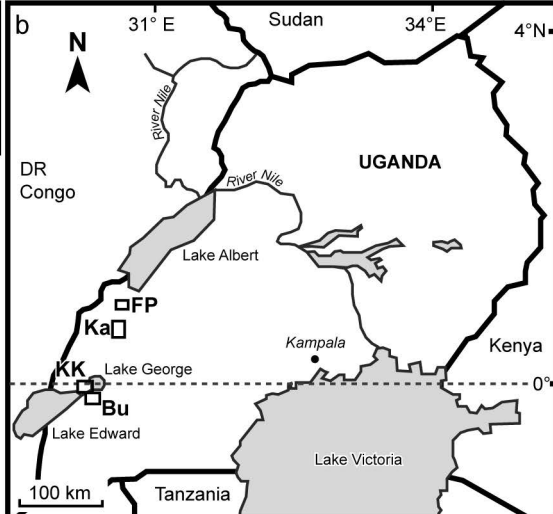 b
31° E
Sudan
34° E
4°N
N
River Nile
DR
Congo
UGANDA
River Nile
Lake Albert
FP
Ka
Kampala
Kenya
KK
Lake George
0°
Bu
Lake Edward
Lake Victoria
100 km
Tanzania